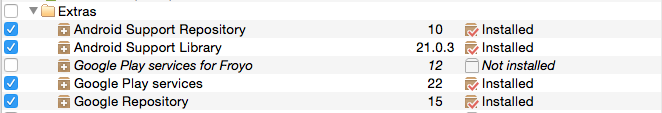 Extras
Android Support Repository 10 Installed
Android Support Library 21.0.3 Installed
Google Play services for Froyo 12 Not installed
Google Play services 22 Installed
Google Repository 15 Installed